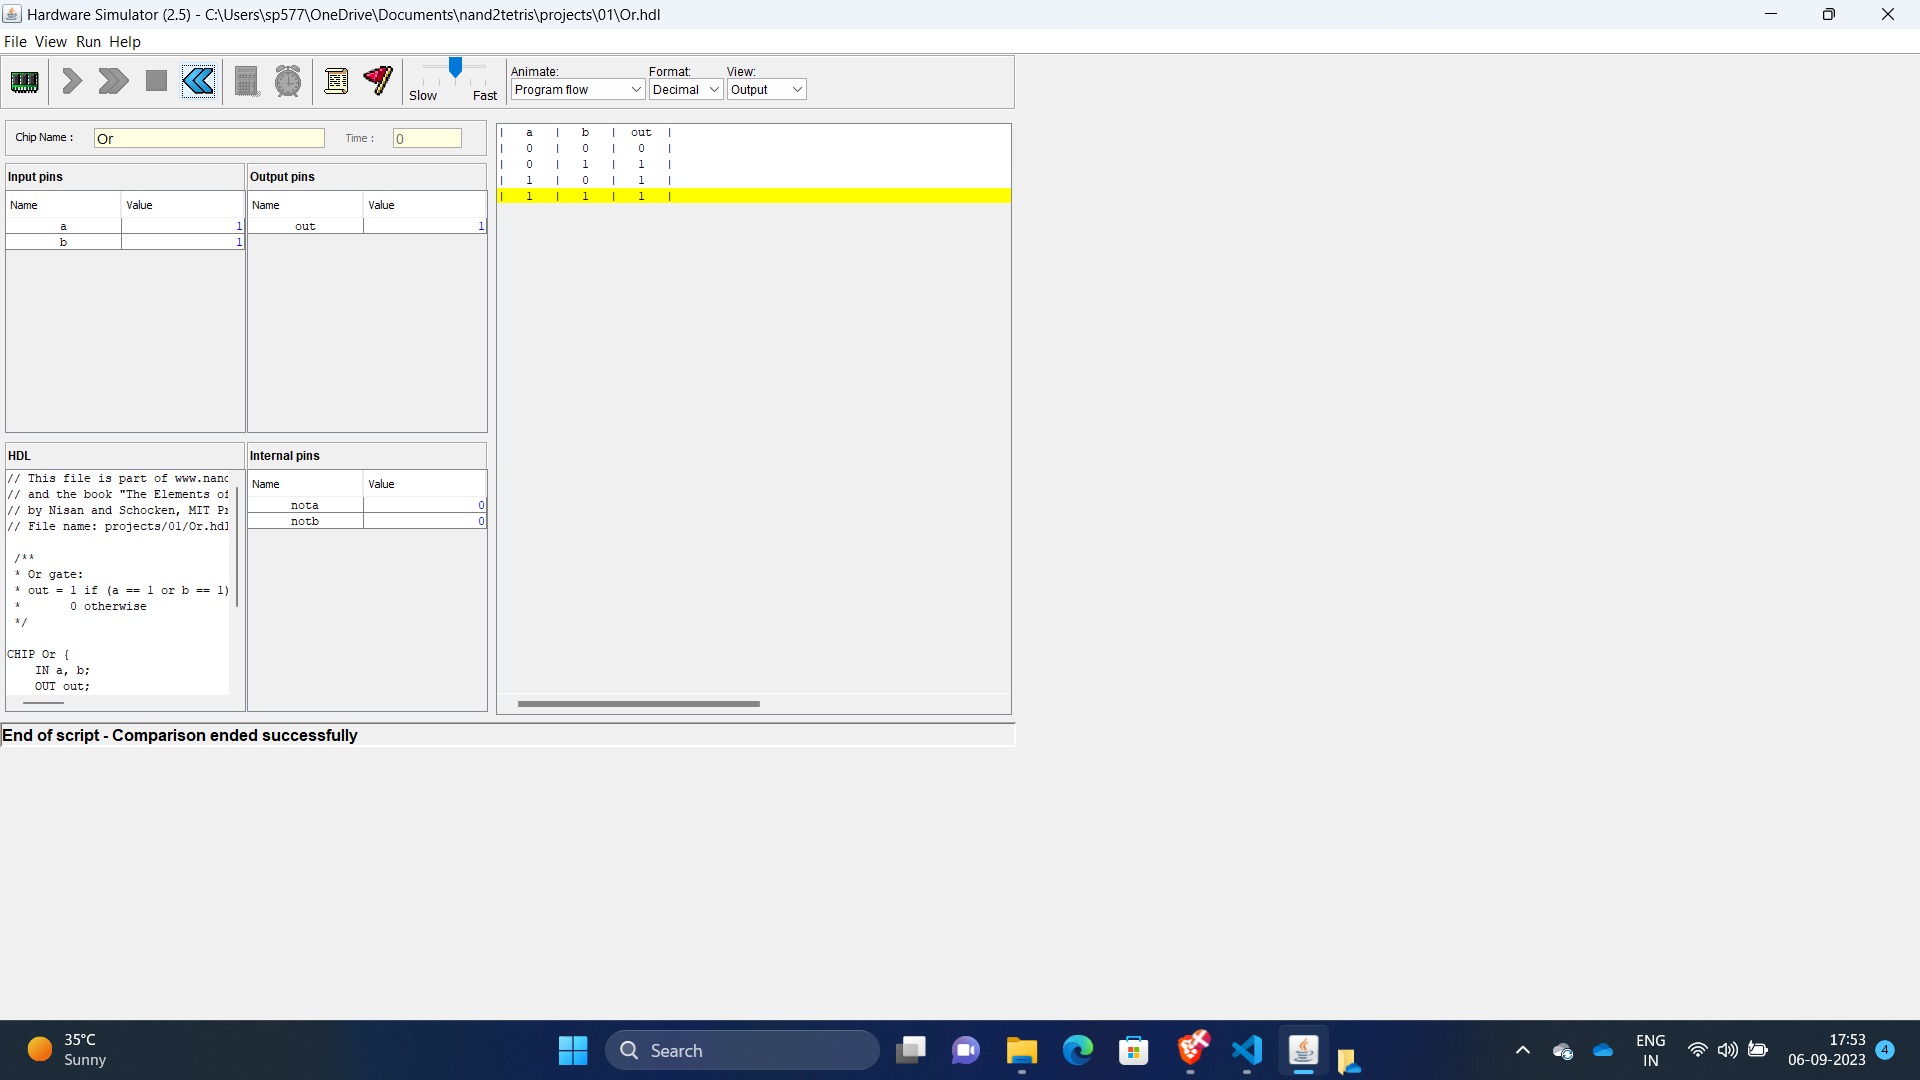 Hardware Simulator (2.5) - C:\Users\sp577\OneDrive\Documents\nand2tetris\projects\01\Or.hdl
File View Run Help
Slow Fast
Animate: Format: View:
Program flow Decimal Output
Chip Name : Or Time : 0
| a | b | out |
| 0 | 0 | 0 |
| 0 | 1 | 1 |
| 1 | 0 | 1 |
| 1 | 1 | 1 |
Input pins
Name Value
a 1
b 1
Output pins
Name Value
out 1
HDL
// This file is part of www.nand
// and the book "The Elements of
// by Nisan and Schocken, MIT Pr
// File name: projects/01/Or.hdl
/**
* Or gate:
* out = 1 if (a == 1 or b == 1)
* 0 otherwise
*/
CHIP Or {
IN a, b;
OUT out;
Internal pins
Name Value
nota 0
notb 0
End of script - Comparison ended successfully
35°C
Sunny
Search
ENG
IN
17:53
06-09-2023
4